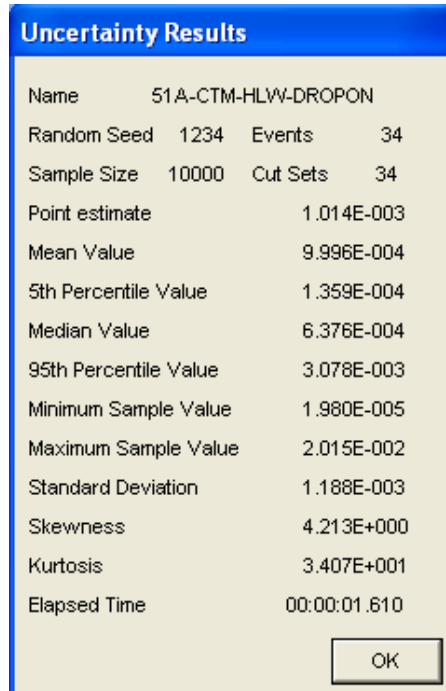 Uncertainty Results
Name 51A-CTM-HLW-DROPON
Random Seed 1234 Events 34
Sample Size 10000 Cut Sets 34
Point estimate 1.014E-003
Mean Value 9.996E-004
5th Percentile Value 1.359E-004
Median Value 6.376E-004
95th Percentile Value 3.078E-003
Minimum Sample Value 1.980E-005
Maximum Sample Value 2.015E-002
Standard Deviation 1.188E-003
Skewness 4.213E+000
Kurtosis 3.407E+001
Elapsed Time 00:00:01.610
OK